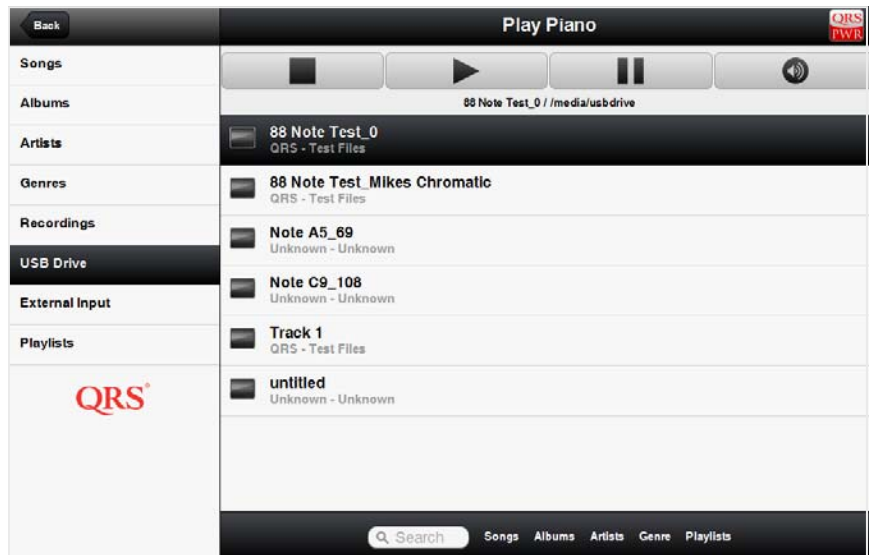 Back
Play Piano
QRS
PWR
Songs
Albums
Artists
Genres
Recordings
USB Drive
External Input
Playlists
QRS®
88 Note Test_0 / /media/usbdrive
88 Note Test_0
QRS - Test Files
88 Note Test_Mikes Chromatic
QRS - Test Files
Note A5_69
Unknown - Unknown
Note C9_108
Unknown - Unknown
Track 1
QRS - Test Files
untitled
Unknown - Unknown
Search Songs Albums Artists Genre Playlists